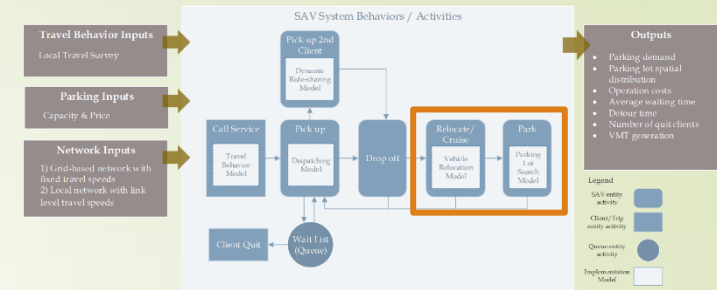 SAV System Behaviors / Activities
Travel Behavior Inputs
Local Travel Survey
Parking Inputs
Capacity & Price
Network Inputs
1) Grid-based network with
fixed travel speeds
2) Local network with link
level travel speeds
Pick up 2nd
Client
Dynamic
Ride-sharing
Model
Call Service
Travel
Behavior
Model
Pick up
Dispatching
Model
Drop off
Relocate/
Cruise
Vehicle
Relocation
Model
Park
Parking
Lot
Search
Model
Client Quit
Wait List
(Queue)
Outputs
• Parking demand
• Parking lot spatial
distribution
• Operation costs
• Average waiting time
• Detour time
• Number of quit clients
• VMT generation
Legend
SAV entity
activity
Client/Trip
entity activity
Queue entity
activity
Implementation
Model